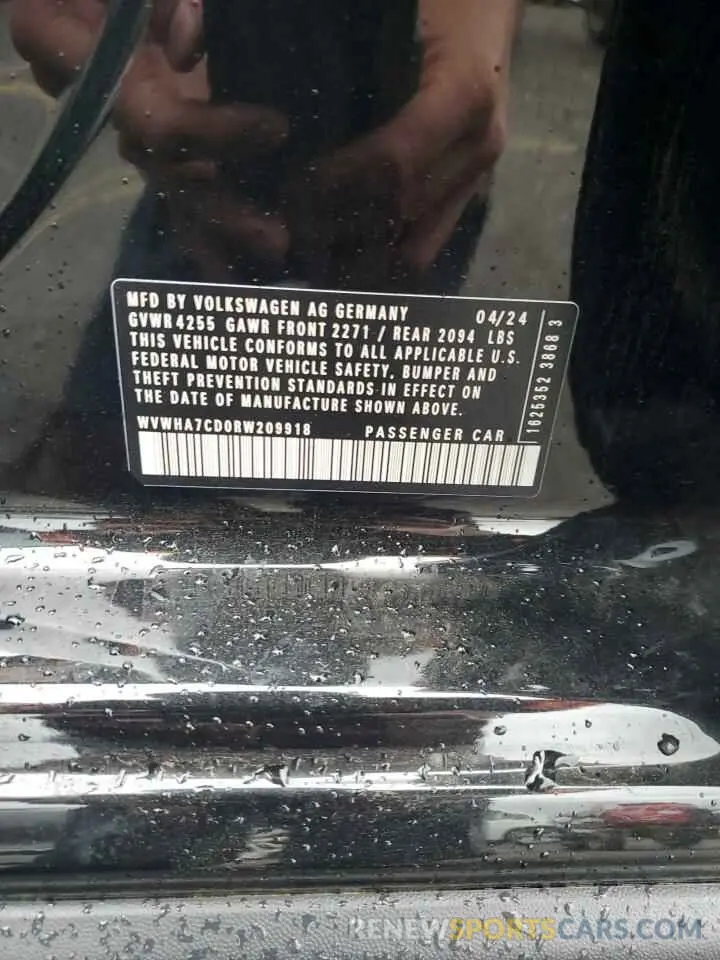 MFD BY VOLKSWAGEN AG GERMANY 04/24
GVWR 4255 GAWR FRONT 2271 / REAR 2094 LBS
THIS VEHICLE CONFORMS TO ALL APPLICABLE U.S.
FEDERAL MOTOR VEHICLE SAFETY, BUMPER AND
THEFT PREVENTION STANDARDS IN EFFECT ON
THE DATE OF MANUFACTURE SHOWN ABOVE.
WVWHA7CD0RW209918 PASSENGER CAR
1625352 3868 3
RENEWSPORTSCARS.COM